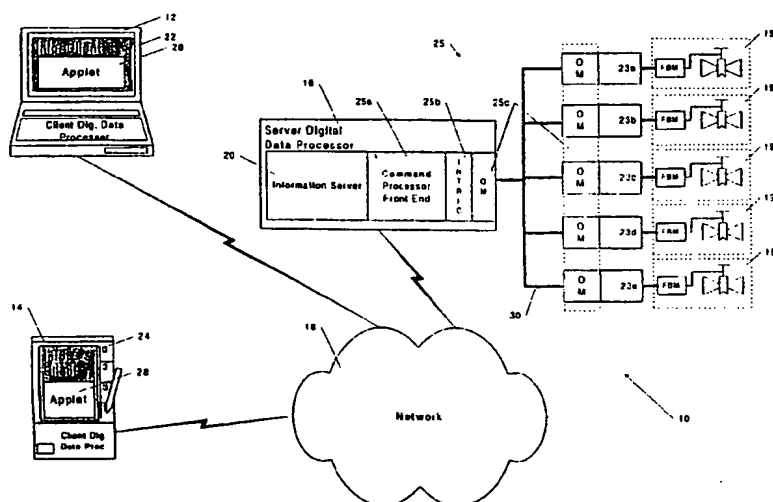 12
22
28
Applet
Client Dig. Data
Processor
25
16
25a
25b
25c
Server Digital
Data Processor
20
Information Server
Command
Processor
Front End
I
N
T
R
F
C
O
M
O
M
23a
FBM
O
M
23b
FBM
O
M
23c
FBM
O
M
23d
FBM
O
M
23e
FBM
30
10
14
24
28
Applet
Client Dig
Data Proc
18
Network